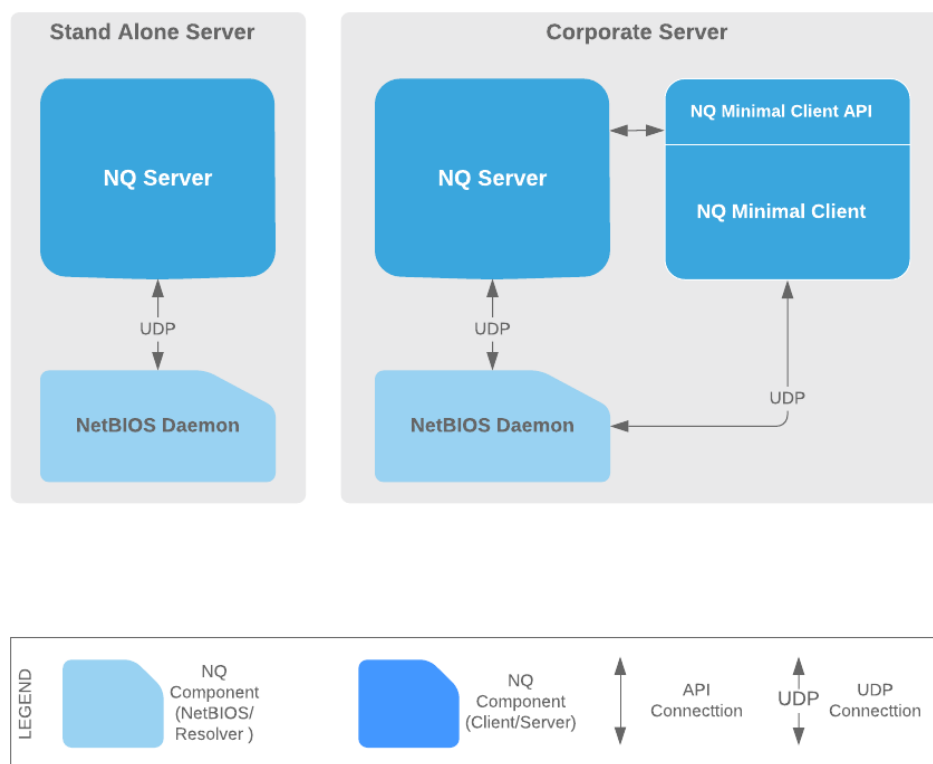 Stand Alone Server
NQ Server
UDP
NetBIOS Daemon
Corporate Server
NQ Server
NQ Minimal Client API
NQ Minimal Client
UDP
UDP
NetBIOS Daemon
LEGEND
NQ
Component
(NetBIOS/
Resolver )
NQ
Component
(Client/Server)
API
Connecttion
UDP
UDP
Connecttion